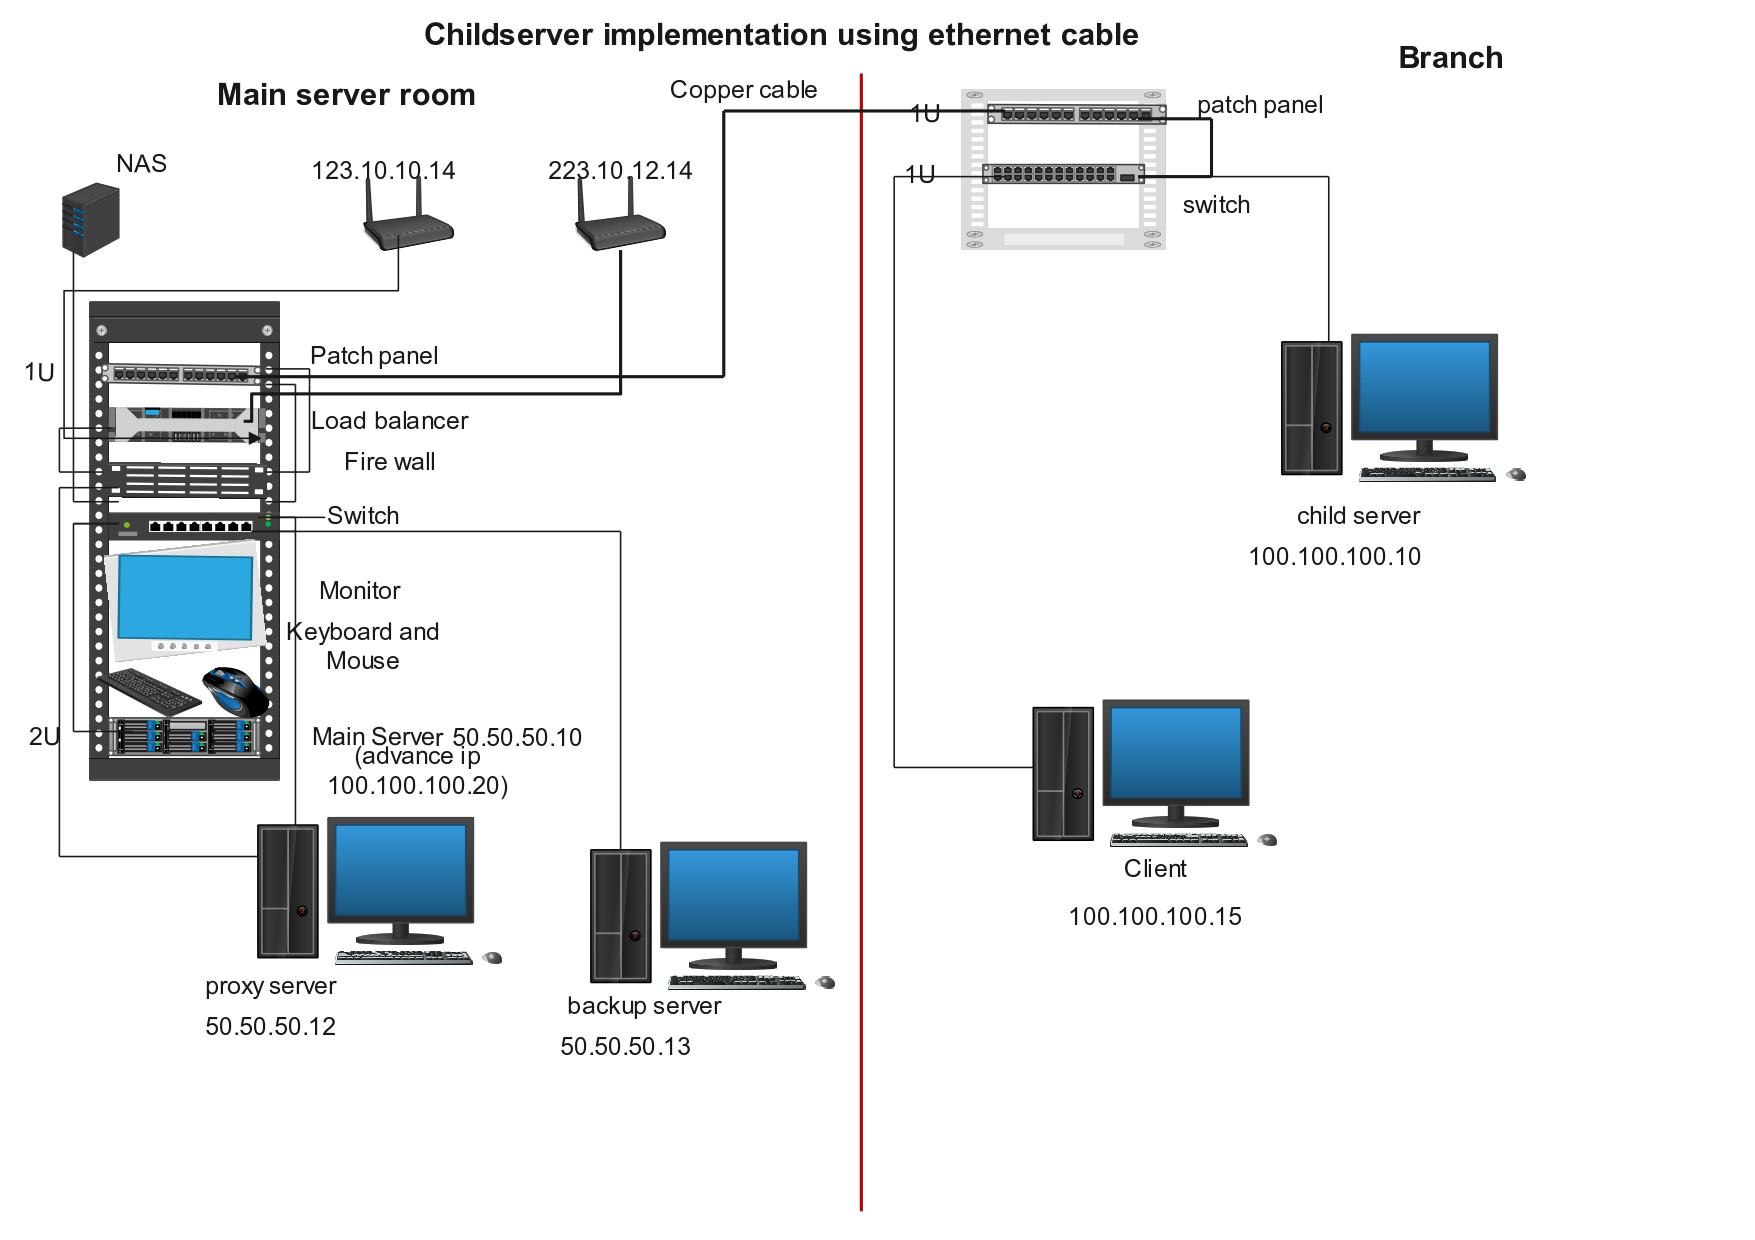 Childserver implementation using ethernet cable
Branch
Main server room
Copper cable
NAS
123.10.10.14
223.10.12.14
1U
patch panel
1U
switch
1U
Patch panel
Load balancer
Fire wall
Switch
Monitor
Keyboard and
Mouse
2U
Main Server 50.50.50.10
(advance ip
100.100.100.20)
child server
100.100.100.10
Client
100.100.100.15
proxy server
50.50.50.12
backup server
50.50.50.13